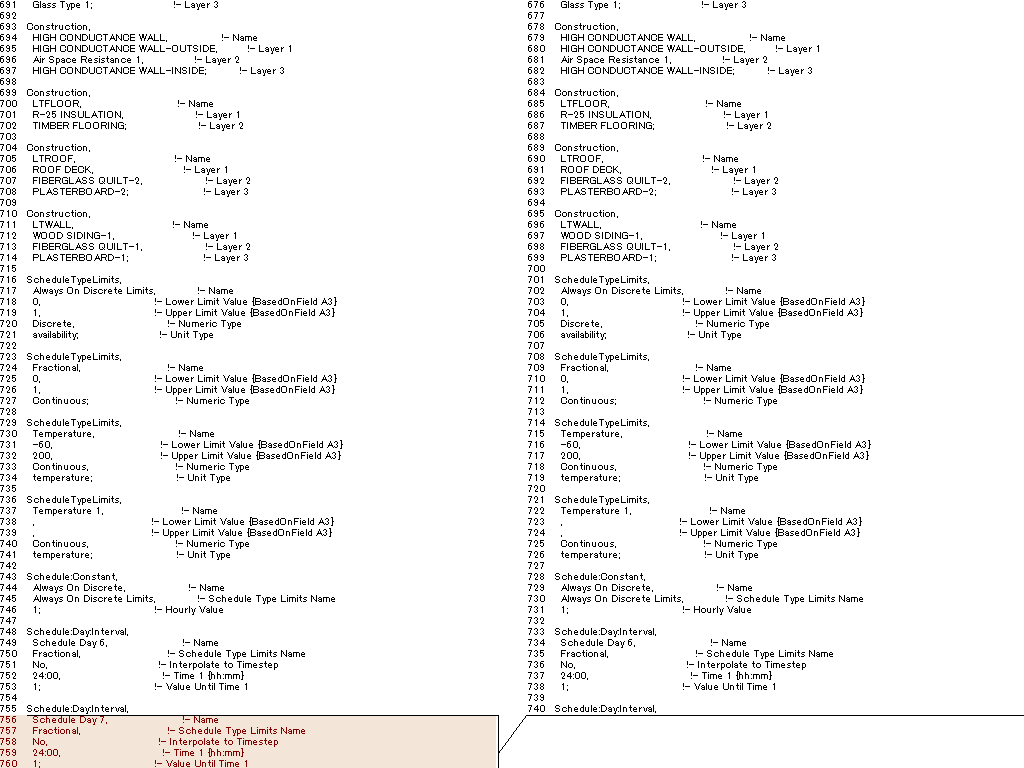 691 Glass Type 1; !- Layer 3
692
693 Construction,
694 HIGH CONDUCTANCE WALL, !- Name
695 HIGH CONDUCTANCE WALL-OUTSIDE, !- Layer 1
696 Air Space Resistance 1, !- Layer 2
697 HIGH CONDUCTANCE WALL-INSIDE; !- Layer 3
698
699 Construction,
700 LTFLOOR, !- Name
701 R-25 INSULATION, !- Layer 1
702 TIMBER FLOORING; !- Layer 2
703
704 Construction,
705 LTROOF, !- Name
706 ROOF DECK, !- Layer 1
707 FIBERGLASS QUILT-2, !- Layer 2
708 PLASTERBOARD-2; !- Layer 3
709
710 Construction,
711 LTWALL, !- Name
712 WOOD SIDING-1, !- Layer 1
713 FIBERGLASS QUILT-1, !- Layer 2
714 PLASTERBOARD-1; !- Layer 3
715
716 ScheduleTypeLimits,
717 Always On Discrete Limits, !- Name
718 0, !- Lower Limit Value {BasedOnField A3}
719 1, !- Upper Limit Value {BasedOnField A3}
720 Discrete, !- Numeric Type
721 availability; !- Unit Type
722
723 ScheduleTypeLimits,
724 Fractional, !- Name
725 0, !- Lower Limit Value {BasedOnField A3}
726 1, !- Upper Limit Value {BasedOnField A3}
727 Continuous; !- Numeric Type
728
729 ScheduleTypeLimits,
730 Temperature, !- Name
731 -60, !- Lower Limit Value {BasedOnField A3}
732 200, !- Upper Limit Value {BasedOnField A3}
733 Continuous, !- Numeric Type
734 temperature; !- Unit Type
735
736 ScheduleTypeLimits,
737 Temperature 1, !- Name
738 , !- Lower Limit Value {BasedOnField A3}
739 , !- Upper Limit Value {BasedOnField A3}
740 Continuous, !- Numeric Type
741 temperature; !- Unit Type
742
743 Schedule:Constant,
744 Always On Discrete, !- Name
745 Always On Discrete Limits, !- Schedule Type Limits Name
746 1; !- Hourly Value
747
748 Schedule:Day:Interval,
749 Schedule Day 6, !- Name
750 Fractional, !- Schedule Type Limits Name
751 No, !- Interpolate to Timestep
752 24:00, !- Time 1 {hh:mm}
753 1; !- Value Until Time 1
754
755 Schedule:Day:Interval,
756 Schedule Day 7, !- Name
757 Fractional, !- Schedule Type Limits Name
758 No, !- Interpolate to Timestep
759 24:00, !- Time 1 {hh:mm}
760 1; !- Value Until Time 1
676 Glass Type 1; !- Layer 3
677
678 Construction,
679 HIGH CONDUCTANCE WALL, !- Name
680 HIGH CONDUCTANCE WALL-OUTSIDE, !- Layer 1
681 Air Space Resistance 1, !- Layer 2
682 HIGH CONDUCTANCE WALL-INSIDE; !- Layer 3
683
684 Construction,
685 LTFLOOR, !- Name
686 R-25 INSULATION, !- Layer 1
687 TIMBER FLOORING; !- Layer 2
688
689 Construction,
690 LTROOF, !- Name
691 ROOF DECK, !- Layer 1
692 FIBERGLASS QUILT-2, !- Layer 2
693 PLASTERBOARD-2; !- Layer 3
694
695 Construction,
696 LTWALL, !- Name
697 WOOD SIDING-1, !- Layer 1
698 FIBERGLASS QUILT-1, !- Layer 2
699 PLASTERBOARD-1; !- Layer 3
700
701 ScheduleTypeLimits,
702 Always On Discrete Limits, !- Name
703 0, !- Lower Limit Value {BasedOnField A3}
704 1, !- Upper Limit Value {BasedOnField A3}
705 Discrete, !- Numeric Type
706 availability; !- Unit Type
707
708 ScheduleTypeLimits,
709 Fractional, !- Name
710 0, !- Lower Limit Value {BasedOnField A3}
711 1, !- Upper Limit Value {BasedOnField A3}
712 Continuous; !- Numeric Type
713
714 ScheduleTypeLimits,
715 Temperature, !- Name
716 -60, !- Lower Limit Value {BasedOnField A3}
717 200, !- Upper Limit Value {BasedOnField A3}
718 Continuous, !- Numeric Type
719 temperature; !- Unit Type
720
721 ScheduleTypeLimits,
722 Temperature 1, !- Name
723 , !- Lower Limit Value {BasedOnField A3}
724 , !- Upper Limit Value {BasedOnField A3}
725 Continuous, !- Numeric Type
726 temperature; !- Unit Type
727
728 Schedule:Constant,
729 Always On Discrete, !- Name
730 Always On Discrete Limits, !- Schedule Type Limits Name
731 1; !- Hourly Value
732
733 Schedule:Day:Interval,
734 Schedule Day 6, !- Name
735 Fractional, !- Schedule Type Limits Name
736 No, !- Interpolate to Timestep
737 24:00, !- Time 1 {hh:mm}
738 1; !- Value Until Time 1
739
740 Schedule:Day:Interval,